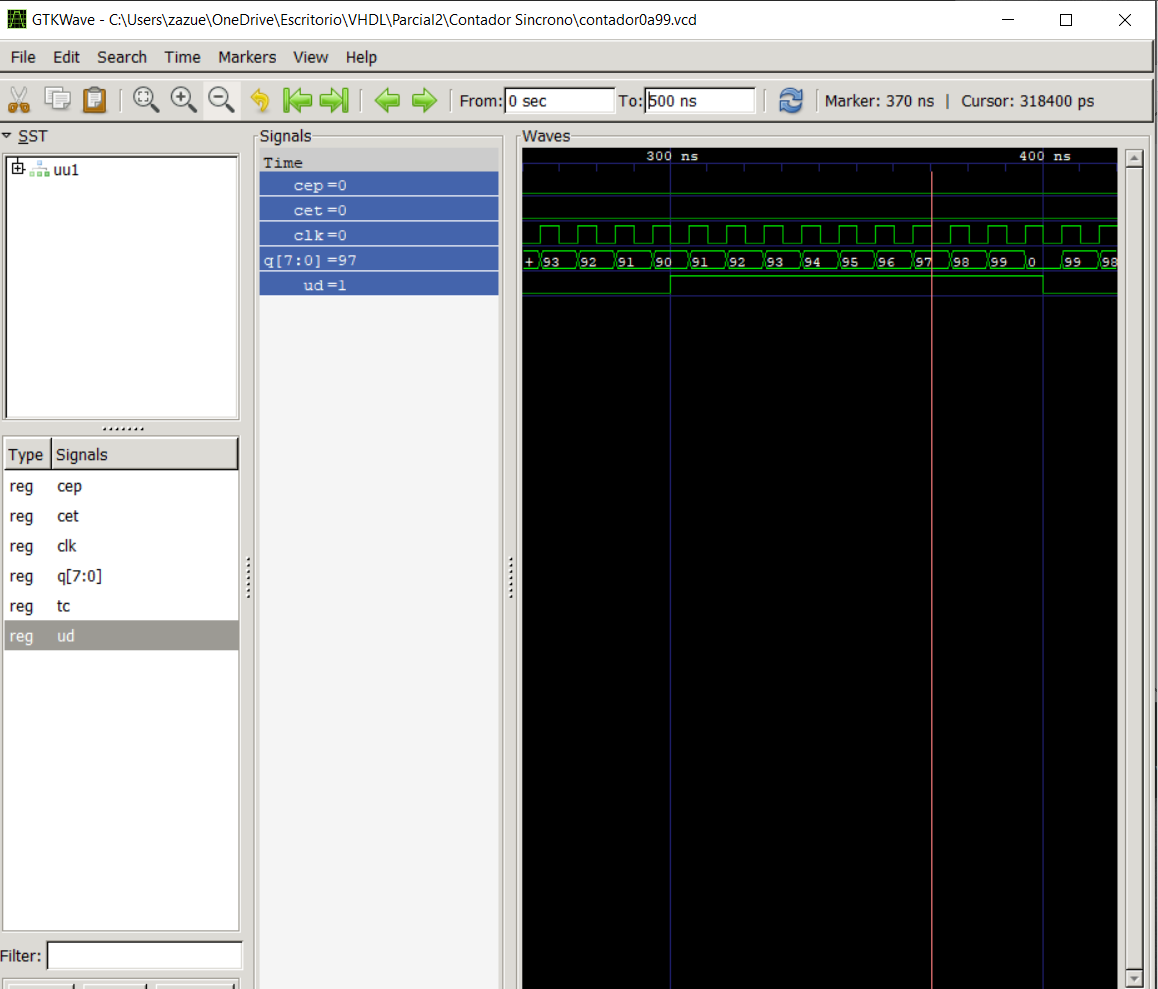 GTKWave - C:\Users\zazue\OneDrive\Escritorio\VHDL\Parcial2\Contador Sincrono\contador0a99.vcd
File Edit Search Time Markers View Help
From: 0 sec To: 500 ns Marker: 370 ns | Cursor: 318400 ps
SST
uu1
Type Signals
reg cep
reg cet
reg clk
reg q[7:0]
reg tc
reg ud
Filter:
Signals
Time
cep =0
cet =0
clk =0
q[7:0] =97
ud =1
Waves
300 ns 400 ns
+ 93 92 91 90 91 92 93 94 95 96 97 98 99 0 99 98